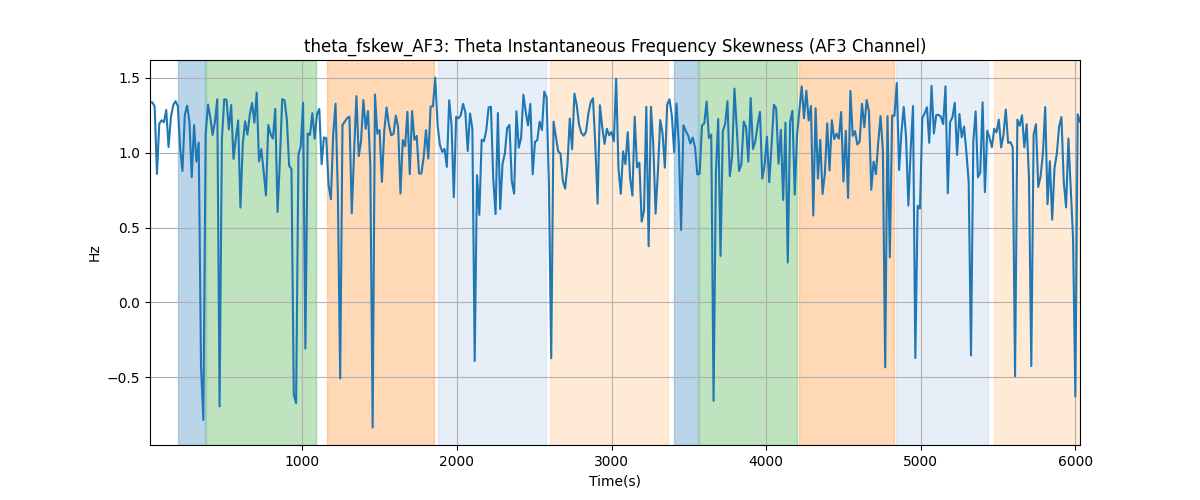 theta_fskew_AF3: Theta Instantaneous Frequency Skewness (AF3 Channel)
1.5
1.0
0.5
0.0
−0.5
Hz
1000 2000 3000 4000 5000 6000
Time(s)